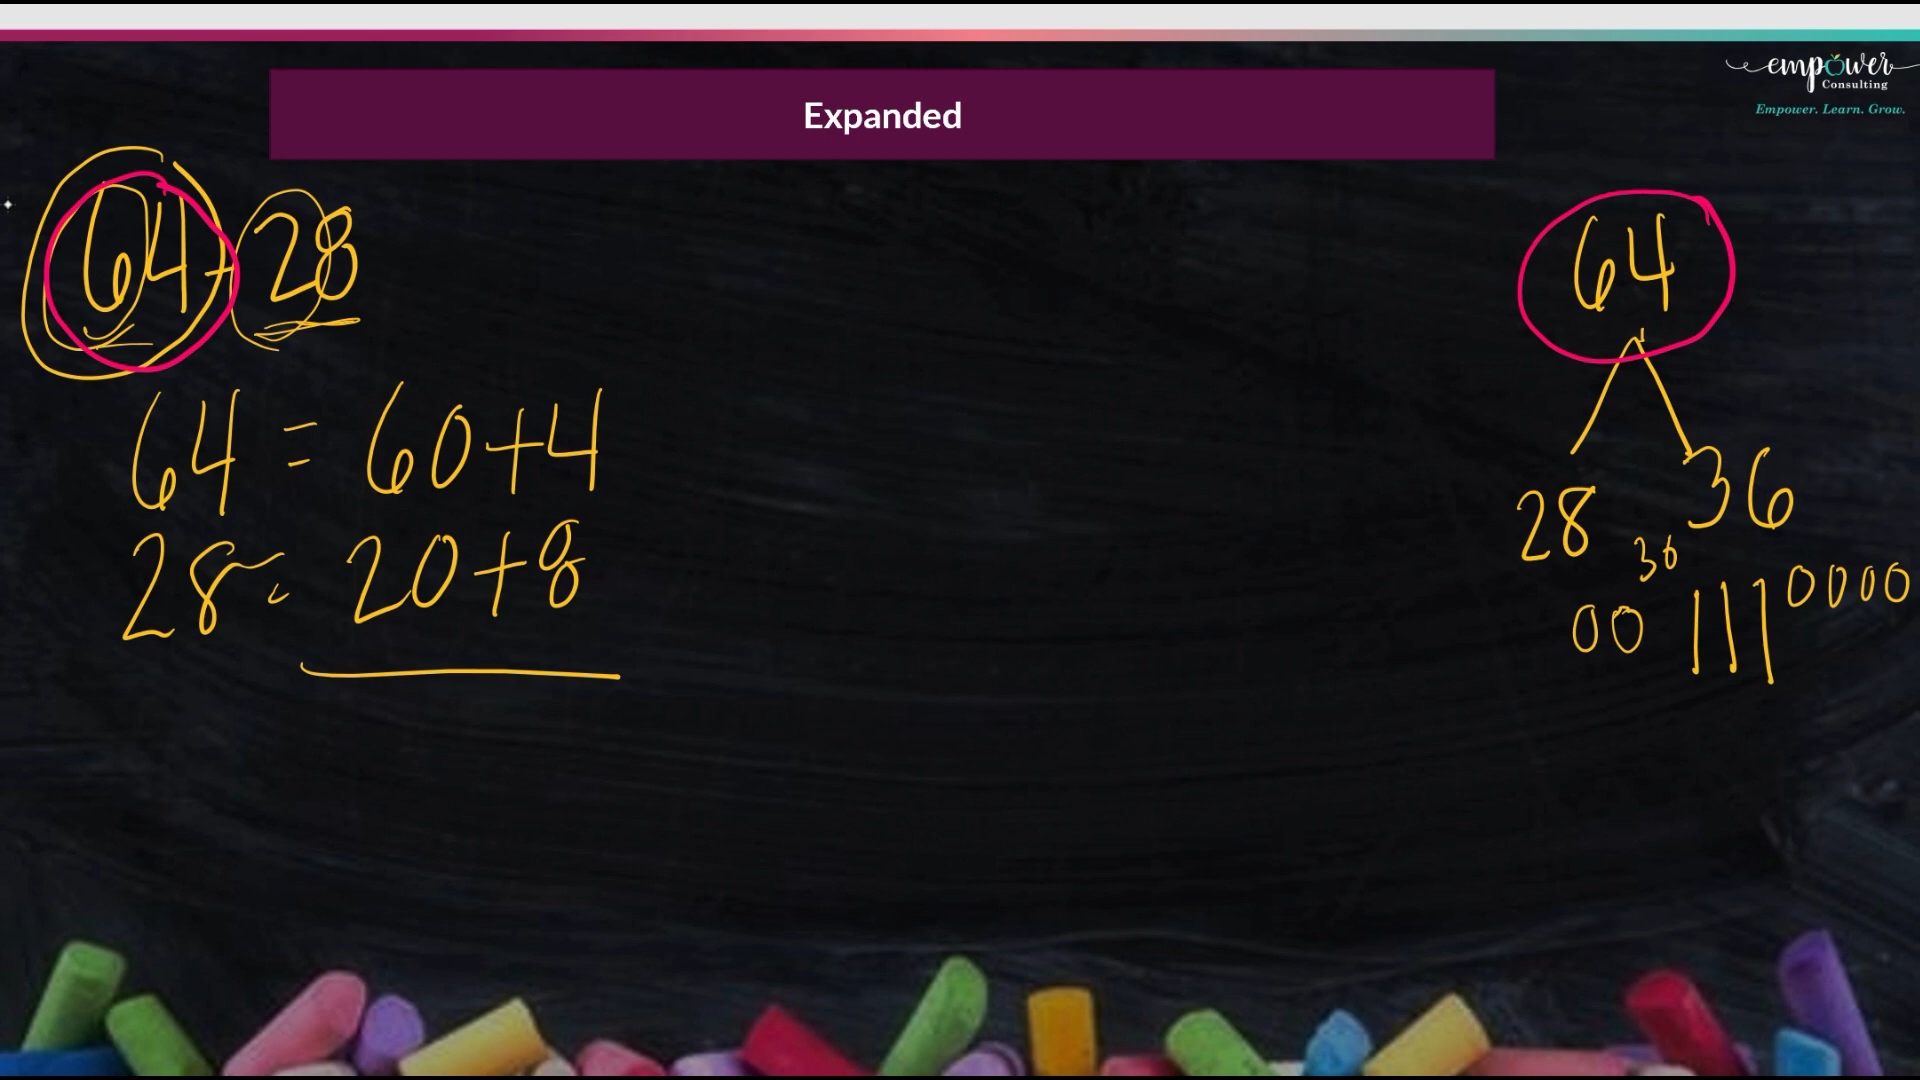 empower
Consulting
Empower. Learn. Grow.
Expanded
64 - 28
64 = 60+4
28 = 20+8
64
28 36
36
00 111 0000